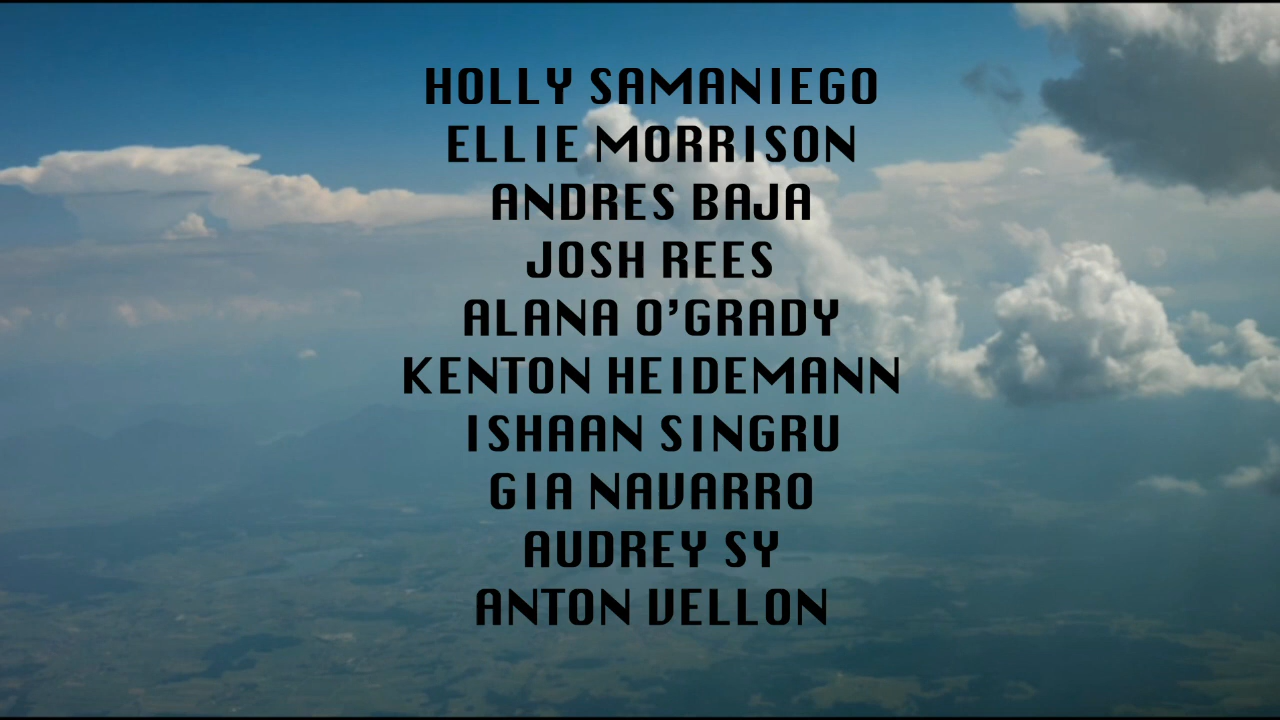 HOLLY SAMANIEGO
ELLIE MORRISON
ANDRES BAJA
JOSH REES
ALANA O'GRADY
KENTON HEIDEMANN
ISHAAN SINGRU
GIA NAVARRO
AUDREY SY
ANTON VELLON